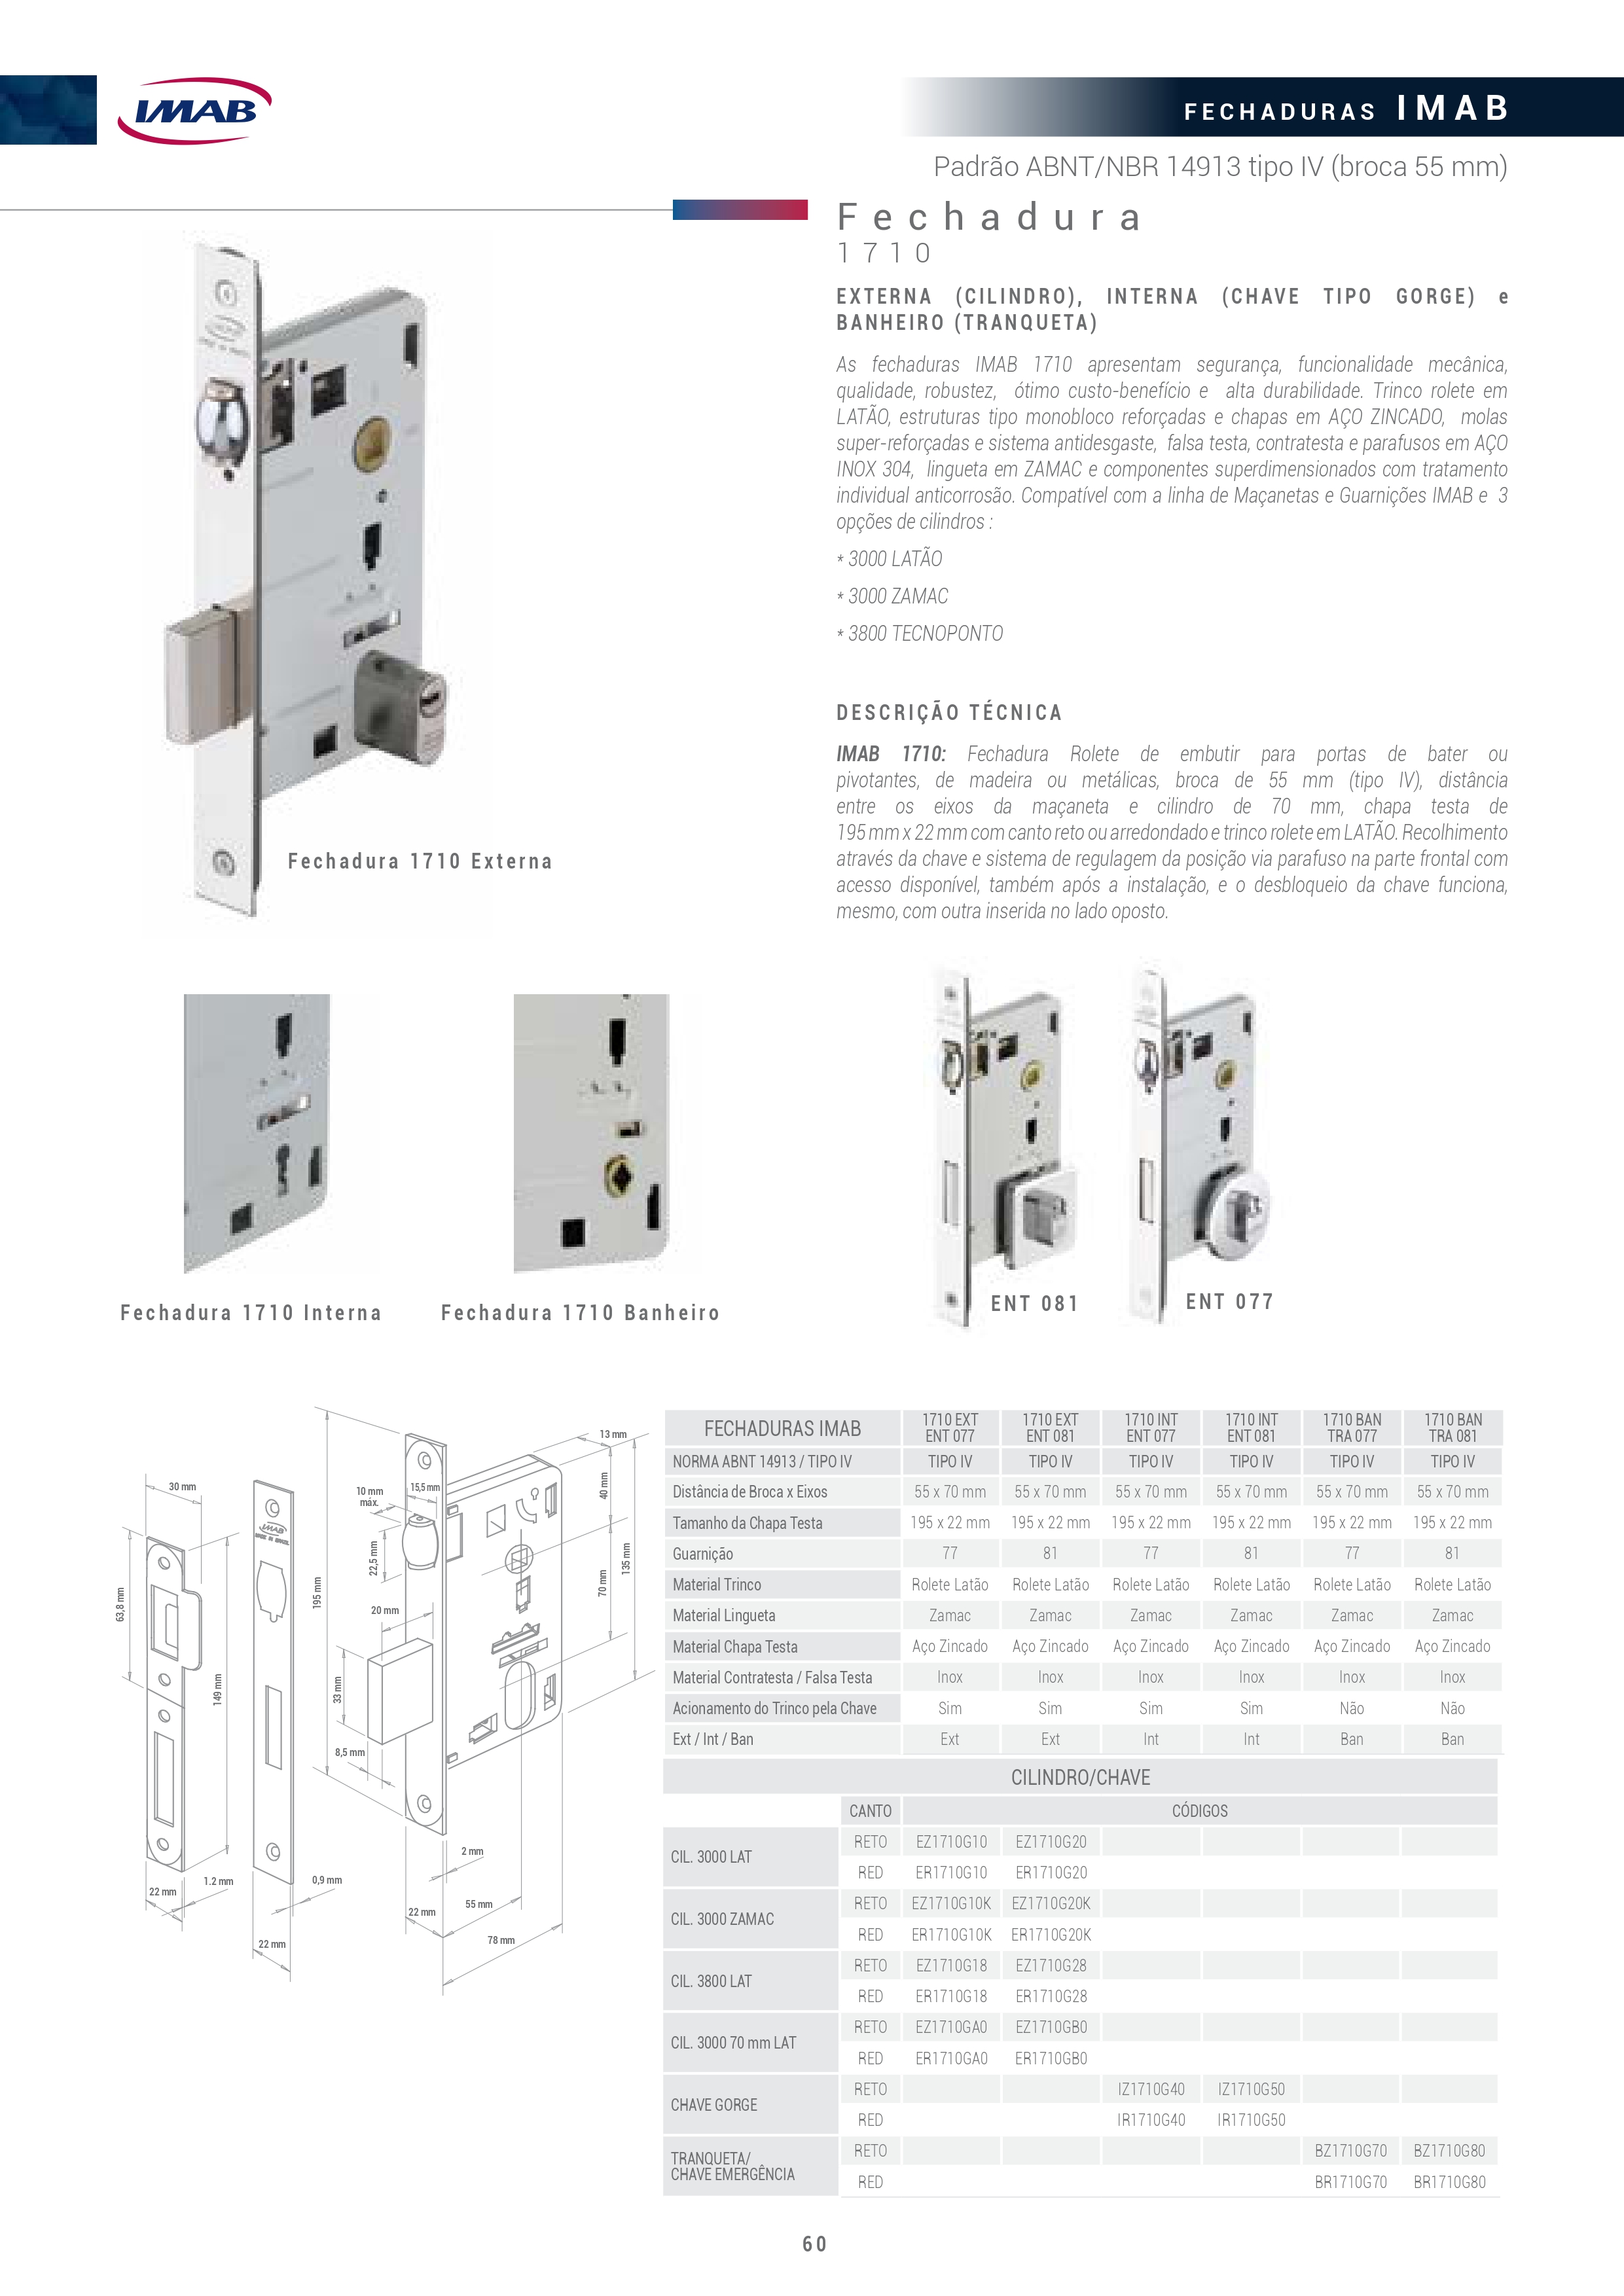 IMAB
FECHADURAS IMAB
Padrão ABNT/NBR 14913 tipo IV (broca 55 mm)
Fechadura
1710
EXTERNA (CILINDRO), INTERNA (CHAVE TIPO GORGE) e
BANHEIRO (TRANQUETA)
As fechaduras IMAB 1710 apresentam segurança, funcionalidade mecânica,
qualidade, robustez, ótimo custo-benefício e alta durabilidade. Trinco rolete em
LATÃO, estruturas tipo monobloco reforçadas e chapas em AÇO ZINCADO, molas
super-reforçadas e sistema antidesgaste, falsa testa, contratesta e parafusos em AÇO
INOX 304, lingueta em ZAMAC e componentes superdimensionados com tratamento
individual anticorrosão. Compatível com a linha de Maçanetas e Guarnições IMAB e 3
opções de cilindros :
* 3000 LATÃO
* 3000 ZAMAC
* 3800 TECNOPONTO
DESCRIÇÃO TÉCNICA
IMAB 1710: Fechadura Rolete de embutir para portas de bater ou
pivotantes, de madeira ou metálicas, broca de 55 mm (tipo IV), distância
entre os eixos da maçaneta e cilindro de 70 mm, chapa testa de
195 mm x 22 mm com canto reto ou arredondado e trinco rolete em LATÃO. Recolhimento
através da chave e sistema de regulagem da posição via parafuso na parte frontal com
acesso disponível, também após a instalação, e o desbloqueio da chave funciona,
mesmo, com outra inserida no lado oposto.
Fechadura 1710 Externa
Fechadura 1710 Interna
Fechadura 1710 Banheiro
ENT 081
ENT 077
30 mm
63,8 mm
149 mm
22 mm
1.2 mm
IMAB
MADE IN BRAZIL
0,9 mm
22 mm
195 mm
10 mm
máx.
15,5 mm
22,5 mm
20 mm
33 mm
8,5 mm
13 mm
40 mm
70 mm
135 mm
2 mm
22 mm
55 mm
78 mm
FECHADURAS IMAB 1710 EXT ENT 077 1710 EXT ENT 081 1710 INT ENT 077 1710 INT ENT 081 1710 BAN TRA 077 1710 BAN TRA 081
NORMA ABNT 14913 / TIPO IV TIPO IV TIPO IV TIPO IV TIPO IV TIPO IV TIPO IV
Distância de Broca x Eixos 55 x 70 mm 55 x 70 mm 55 x 70 mm 55 x 70 mm 55 x 70 mm 55 x 70 mm
Tamanho da Chapa Testa 195 x 22 mm 195 x 22 mm 195 x 22 mm 195 x 22 mm 195 x 22 mm 195 x 22 mm
Guarnição 77 81 77 81 77 81
Material Trinco Rolete Latão Rolete Latão Rolete Latão Rolete Latão Rolete Latão Rolete Latão
Material Lingueta Zamac Zamac Zamac Zamac Zamac Zamac
Material Chapa Testa Aço Zincado Aço Zincado Aço Zincado Aço Zincado Aço Zincado Aço Zincado
Material Contratesta / Falsa Testa Inox Inox Inox Inox Inox Inox
Acionamento do Trinco pela Chave Sim Sim Sim Sim Não Não
Ext / Int / Ban Ext Ext Int Int Ban Ban
CILINDRO/CHAVE
CANTO CÓDIGOS
CIL. 3000 LAT
RETO EZ1710G10 EZ1710G20
RED ER1710G10 ER1710G20
CIL. 3000 ZAMAC
RETO EZ1710G10K EZ1710G20K
RED ER1710G10K ER1710G20K
CIL. 3800 LAT
RETO EZ1710G18 EZ1710G28
RED ER1710G18 ER1710G28
CIL. 3000 70 mm LAT
RETO EZ1710GA0 EZ1710GB0
RED ER1710GA0 ER1710GB0
CHAVE GORGE
RETO IZ1710G40 IZ1710G50
RED IR1710G40 IR1710G50
TRANQUETA/
CHAVE EMERGÊNCIA
RETO BZ1710G70 BZ1710G80
RED BR1710G70 BR1710G80
60